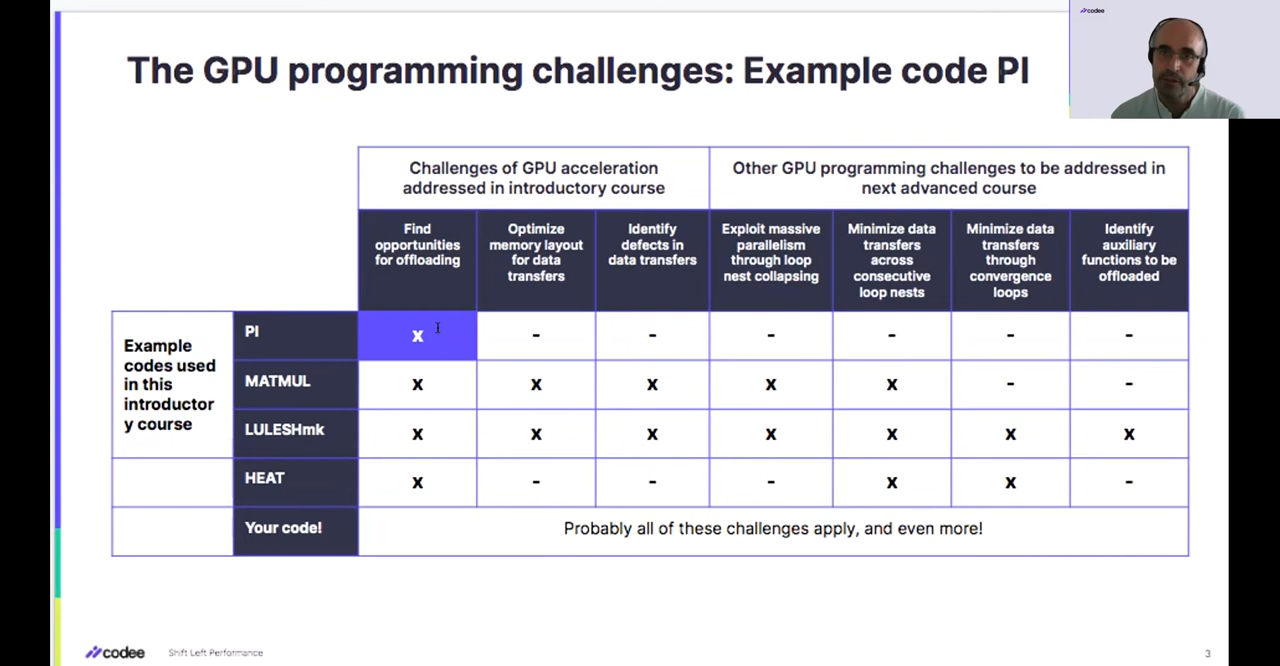 codee
The GPU programming challenges: Example code PI
Challenges of GPU acceleration
addressed in introductory course
Other GPU programming challenges to be addressed in
next advanced course
Find
opportunities
for offloading
Optimize
memory layout
for data
transfers
Identify
defects in
data transfers
Exploit massive
parallelism
through loop
nest collapsing
Minimize data
transfers
across
consecutive
loop nests
Minimize data
transfers
through
convergence
loops
Identify
auxiliary
functions to be
offloaded
Example
codes used
in this
introductor
y course
PI
x - - - - - -
MATMUL
x x x x x - -
LULESHmk
x x x x x x x
HEAT
x - - - x x -
Your code!
Probably all of these challenges apply, and even more!
codee
Shift Left Performance
3